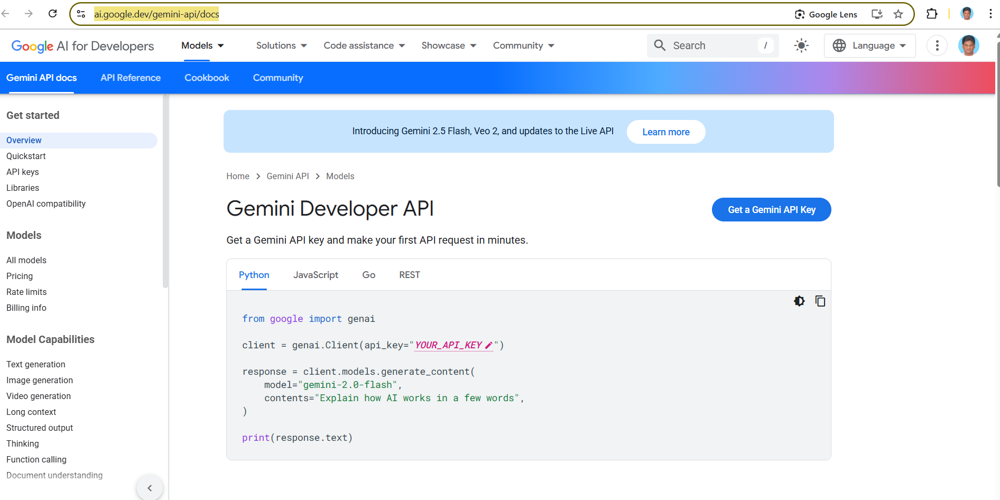 ai.google.dev/gemini-api/docs
Google Lens
Google AI for Developers
Models
Solutions
Code assistance
Showcase
Community
Search
/
Language
Gemini API docs
API Reference
Cookbook
Community
Get started
Overview
Quickstart
API keys
Libraries
OpenAI compatibility
Models
All models
Pricing
Rate limits
Billing info
Model Capabilities
Text generation
Image generation
Video generation
Long context
Structured output
Thinking
Function calling
Document understanding
Introducing Gemini 2.5 Flash, Veo 2, and updates to the Live API
Learn more
Home > Gemini API > Models
Gemini Developer API
Get a Gemini API Key
Get a Gemini API key and make your first API request in minutes.
Python
JavaScript
Go
REST
from google import genai
client = genai.Client(api_key="YOUR_API_KEY")
response = client.models.generate_content(
    model="gemini-2.0-flash",
    contents="Explain how AI works in a few words",
)
print(response.text)